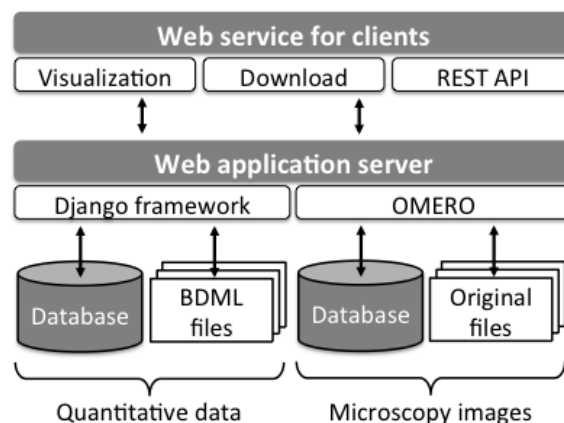 Web service for clients
Visualization Download REST API
Web application server
Django framework OMERO
Database BDML files Database Original files
Quantitative data Microscopy images